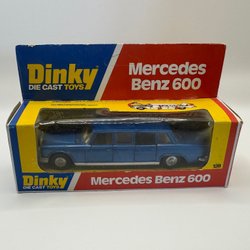 Dinky
DIE CAST TOYS
Mercedes
Benz 600
Dinky
DIE CAST TOYS
Mercedes Benz 600
128